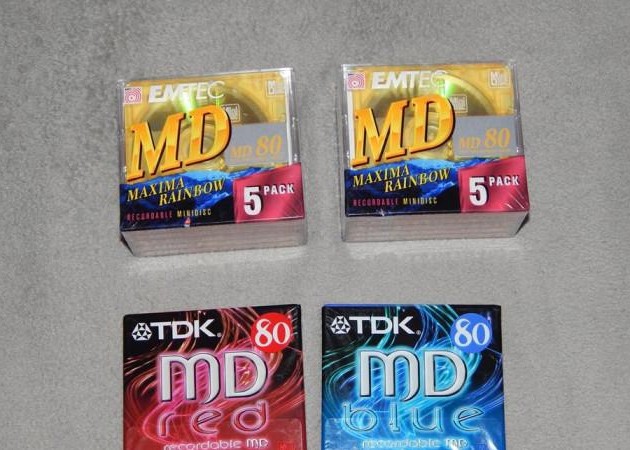 EMTEC
MD
MD 80
MAXIMA
RAINBOW
5 PACK
RECORDABLE MINIDISC
EMTEC
MD
MD 80
MAXIMA
RAINBOW
5 PACK
RECORDABLE MINIDISC
TDK 80
MD
red
recordable MD
TDK 80
MD
blue
recordable MD